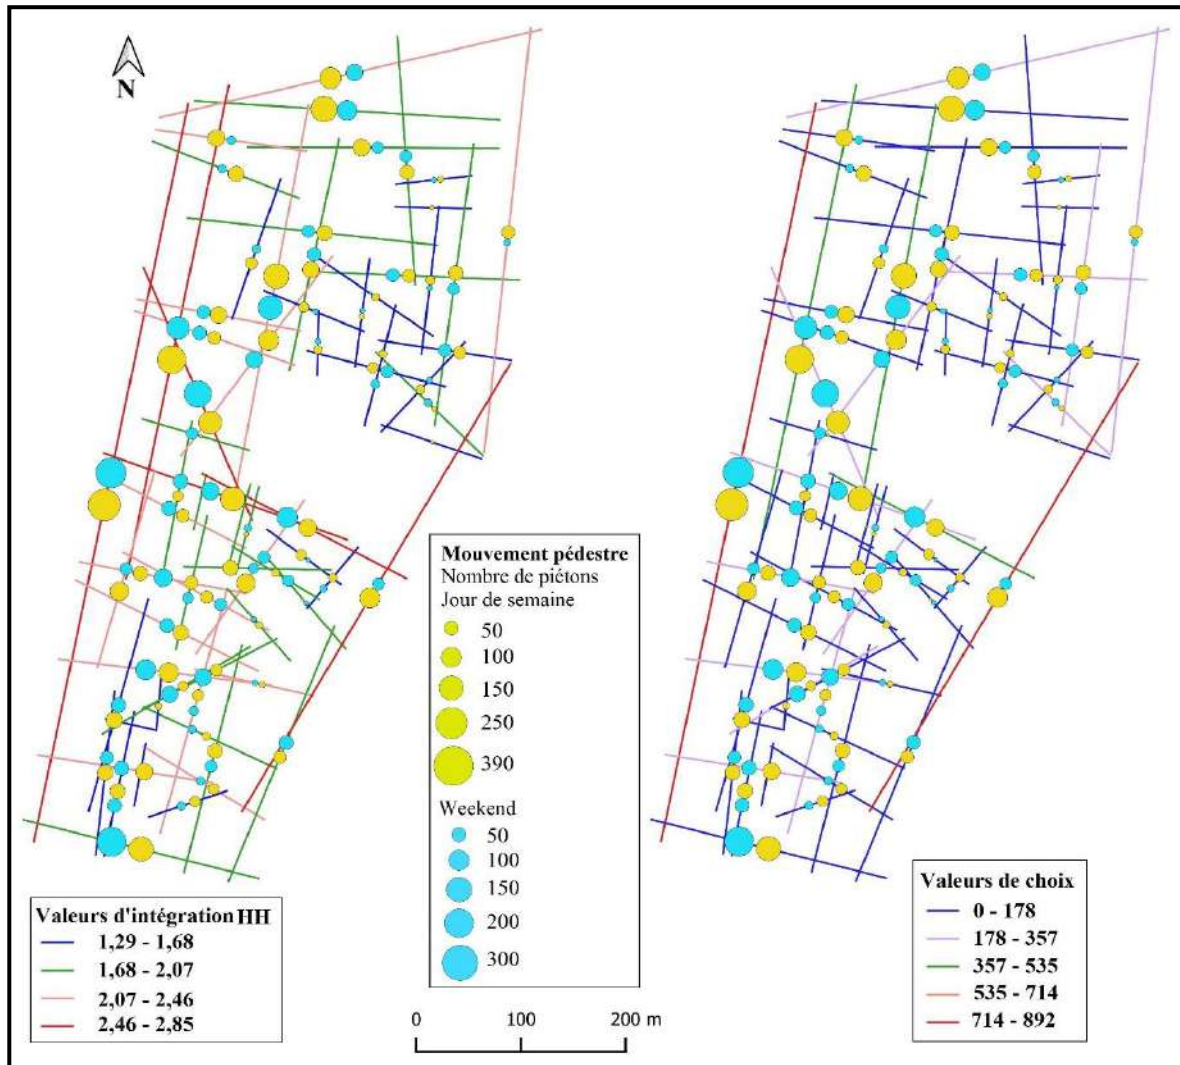 N
Mouvement pédestre
Nombre de piétons
Jour de semaine
50
100
150
250
390
Weekend
50
100
150
200
300
Valeurs d'intégration HH
1,29 - 1,68
1,68 - 2,07
2,07 - 2,46
2,46 - 2,85
0 100 200 m
Valeurs de choix
0 - 178
178 - 357
357 - 535
535 - 714
714 - 892